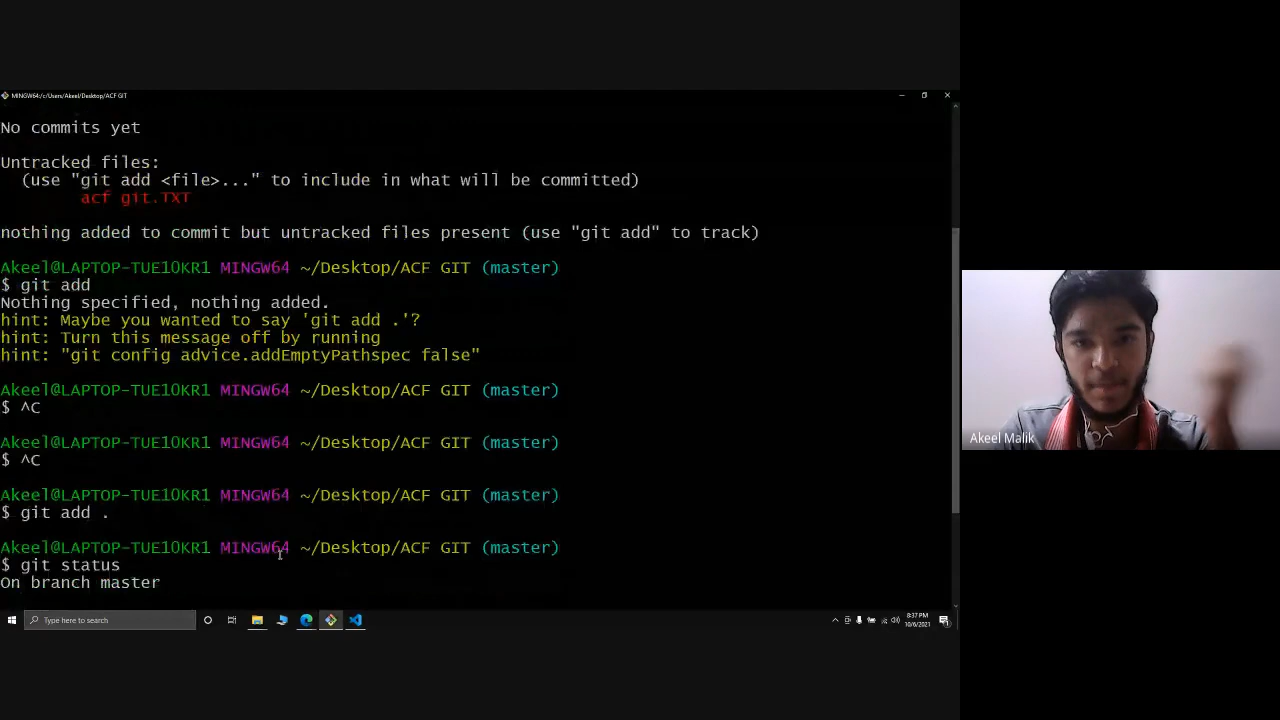 MINGW64:/c/Users/Akeel/Desktop/ACF GIT
No commits yet
Untracked files:
(use "git add <file>..." to include in what will be committed)
acf git.TXT
nothing added to commit but untracked files present (use "git add" to track)
Akeel@LAPTOP-TUE1OKR1 MINGW64 ~/Desktop/ACF GIT (master)
$ git add
Nothing specified, nothing added.
hint: Maybe you wanted to say 'git add .'?
hint: Turn this message off by running
hint: "git config advice.addEmptyPathspec false"
Akeel@LAPTOP-TUE1OKR1 MINGW64 ~/Desktop/ACF GIT (master)
$ ^C
Akeel@LAPTOP-TUE1OKR1 MINGW64 ~/Desktop/ACF GIT (master)
$ ^C
Akeel@LAPTOP-TUE1OKR1 MINGW64 ~/Desktop/ACF GIT (master)
$ git add .
Akeel@LAPTOP-TUE1OKR1 MINGW64 ~/Desktop/ACF GIT (master)
$ git status
On branch master
Type here to search
8:37 PM
10/6/2021
Akeel Malik